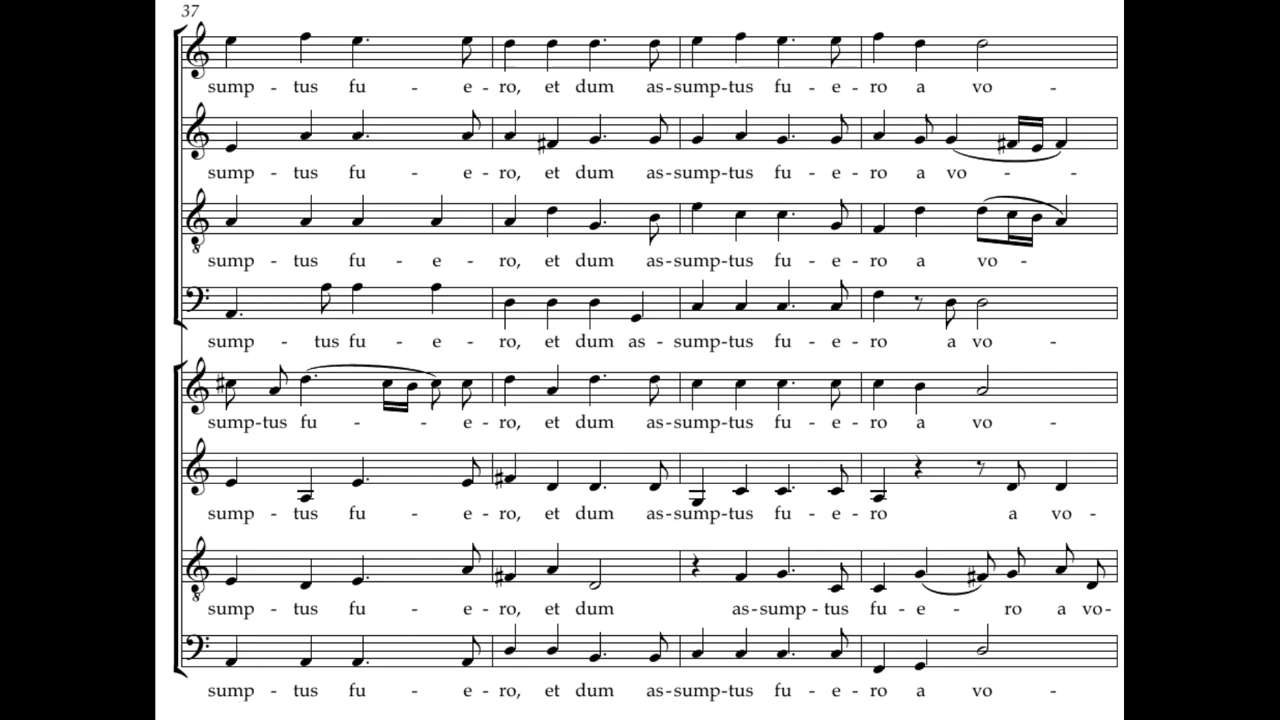 37
sump - tus fu - e - ro, et dum as - sump - tus fu - e - ro a vo -
sump - tus fu - e - ro, et dum as - sump - tus fu - e - ro a vo - -
8
sump - tus fu - e - ro, et dum as - sump - tus fu - e - ro a vo -
sump - tus fu - e - ro, et dum as - sump - tus fu - e - ro a vo -
sump - tus fu - - e - ro, et dum as - sump - tus fu - e - ro a vo -
sump - tus fu - e - ro, et dum as - sump - tus fu - e - ro a vo -
8
sump - tus fu - e - ro, et dum as - sump - tus fu - e - ro a vo -
sump - tus fu - e - ro, et dum as - sump - tus fu - e - ro a vo -